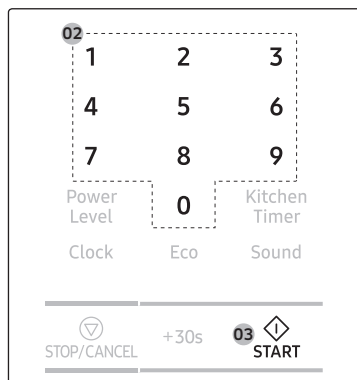 02
1 2 3
4 5 6
7 8 9
Power Level 0 Kitchen Timer
Clock Eco Sound
STOP/CANCEL +30s 03 START